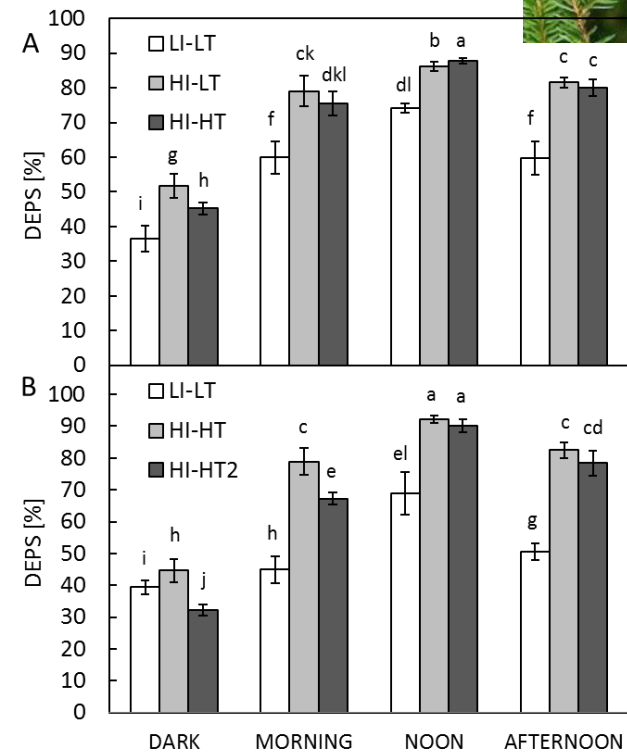 A
100
90
80
70
60
50
40
30
20
10
0
DEPS [%]
LI-LT
HI-LT
HI-HT
i
g
h
f
ck
dkl
dl
b
a
f
c
c
B
100
90
80
70
60
50
40
30
20
10
0
DEPS [%]
LI-LT
HI-HT
HI-HT2
i
h
j
h
c
e
el
a
a
g
c
cd
DARK MORNING NOON AFTERNOON